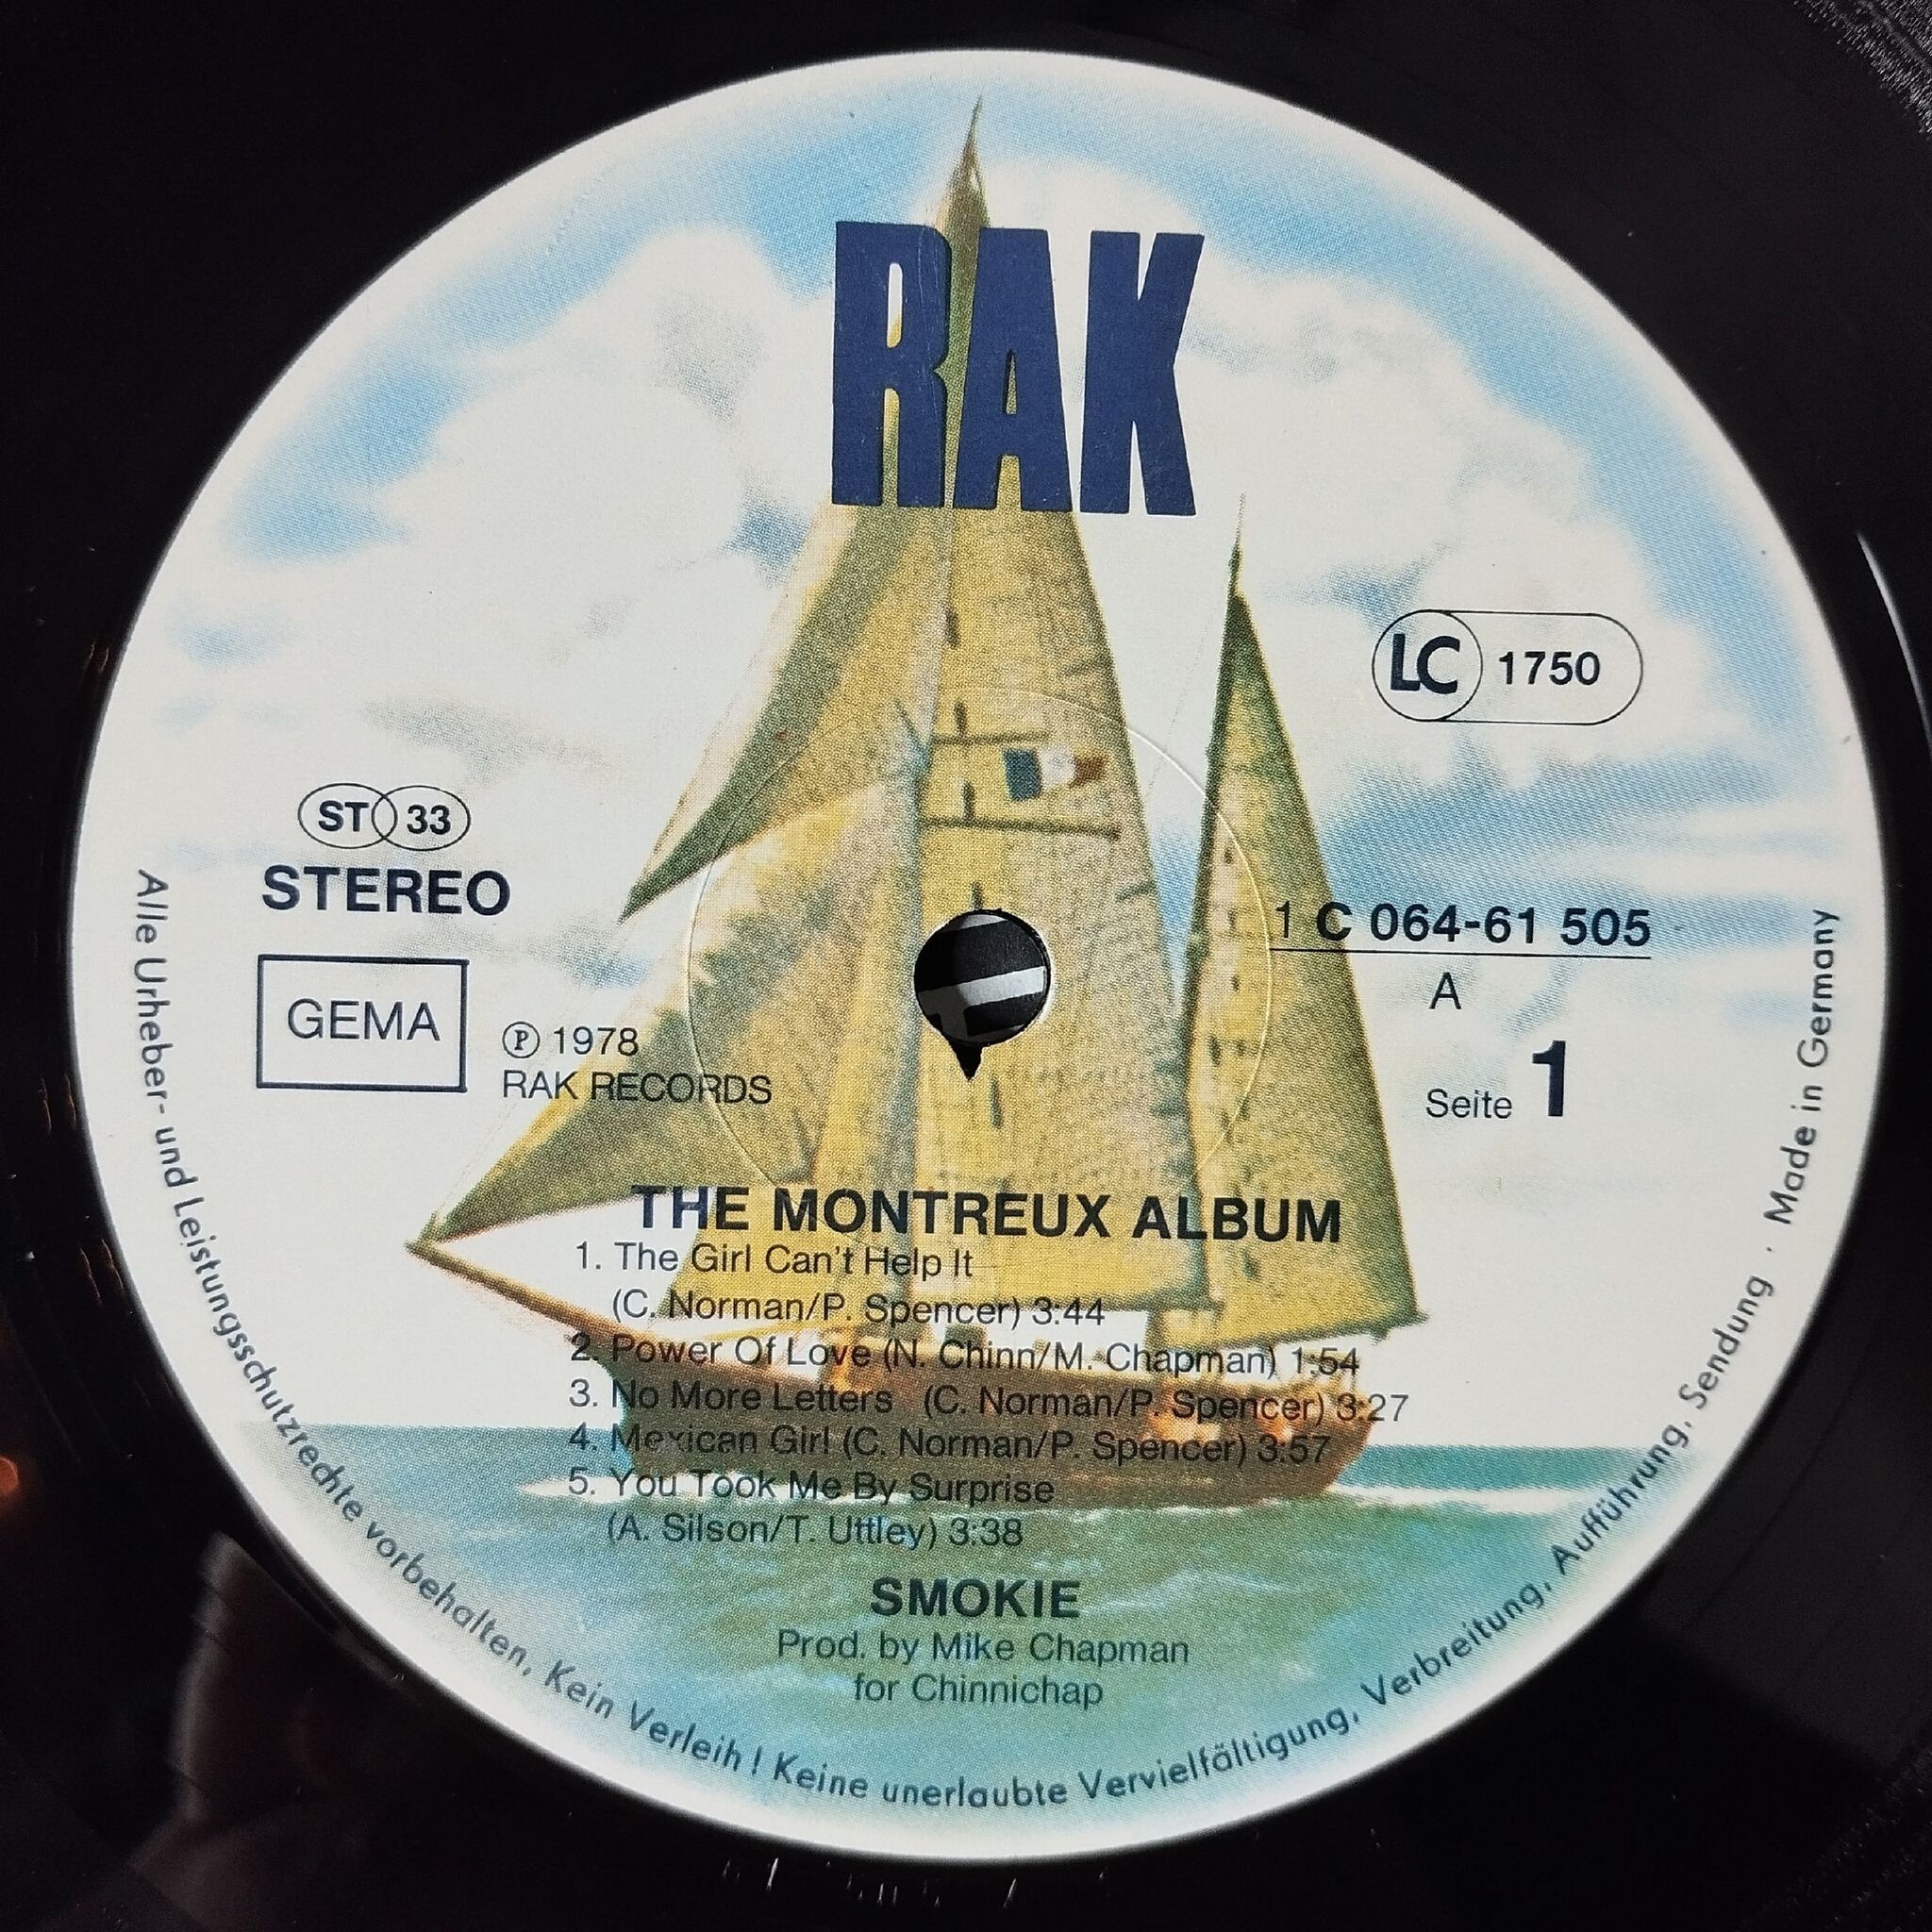 RAK
LC 1750
ST 33
STEREO
GEMA
℗ 1978
RAK RECORDS
1 C 064-61 505
A
Seite 1
THE MONTREUX ALBUM
1. The Girl Can't Help It
(C. Norman/P. Spencer) 3:44
2. Power Of Love (N. Chinn/M. Chapman) 1:54
3. No More Letters (C. Norman/P. Spencer) 3:27
4. Mexican Girl (C. Norman/P. Spencer) 3:57
5. You Took Me By Surprise
(A. Silson/T. Uttley) 3:38
SMOKIE
Prod. by Mike Chapman
for Chinnichap
Alle Urheber- und Leistungsschutzrechte vorbehalten. Kein Verleih! Keine unerlaubte Vervielfältigung, Verbreitung, Aufführung, Sendung · Made in Germany